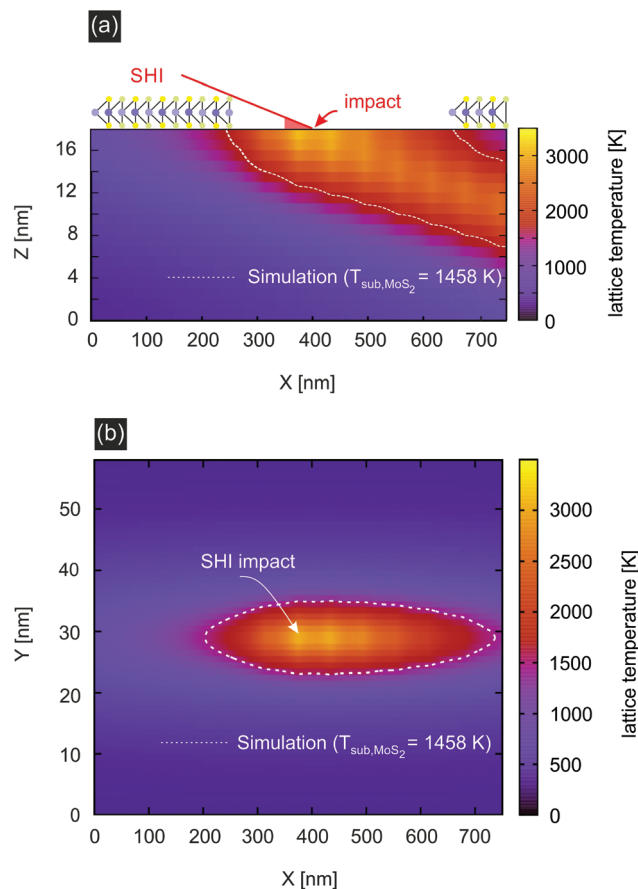 (a)
SHI
impact
16
12
8
4
0
Z [nm]
Simulation (Tsub,MoS2 = 1458 K)
0 100 200 300 400 500 600 700
X [nm]
3000
2000
1000
0
lattice temperature [K]
(b)
50
40
30
20
10
0
Y [nm]
SHI impact
Simulation (Tsub,MoS2 = 1458 K)
0 100 200 300 400 500 600 700
X [nm]
3000
2500
2000
1500
1000
500
0
lattice temperature [K]